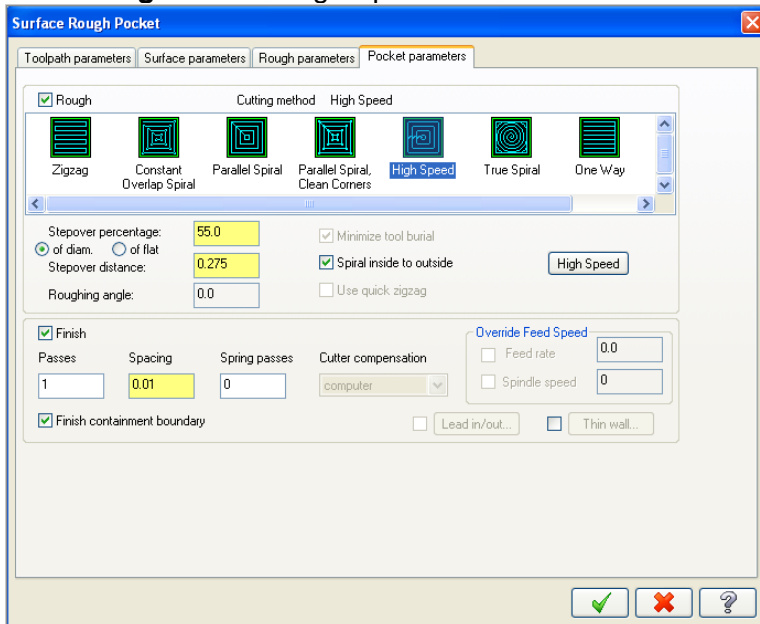 Surface Rough Pocket
Toolpath parameters Surface parameters Rough parameters Pocket parameters
Rough Cutting method High Speed
Zigzag Constant Overlap Spiral Parallel Spiral Parallel Spiral, Clean Corners High Speed True Spiral One Way
Stepover percentage: 55.0 Minimize tool burial
of diam. of flat
Stepover distance: 0.275 Spiral inside to outside High Speed
Roughing angle: 0.0 Use quick zigzag
Finish Override Feed Speed
Passes Spacing Spring passes Cutter compensation Feed rate 0.0
1 0.01 0 computer Spindle speed 0
Finish containment boundary Lead in/out... Thin wall...